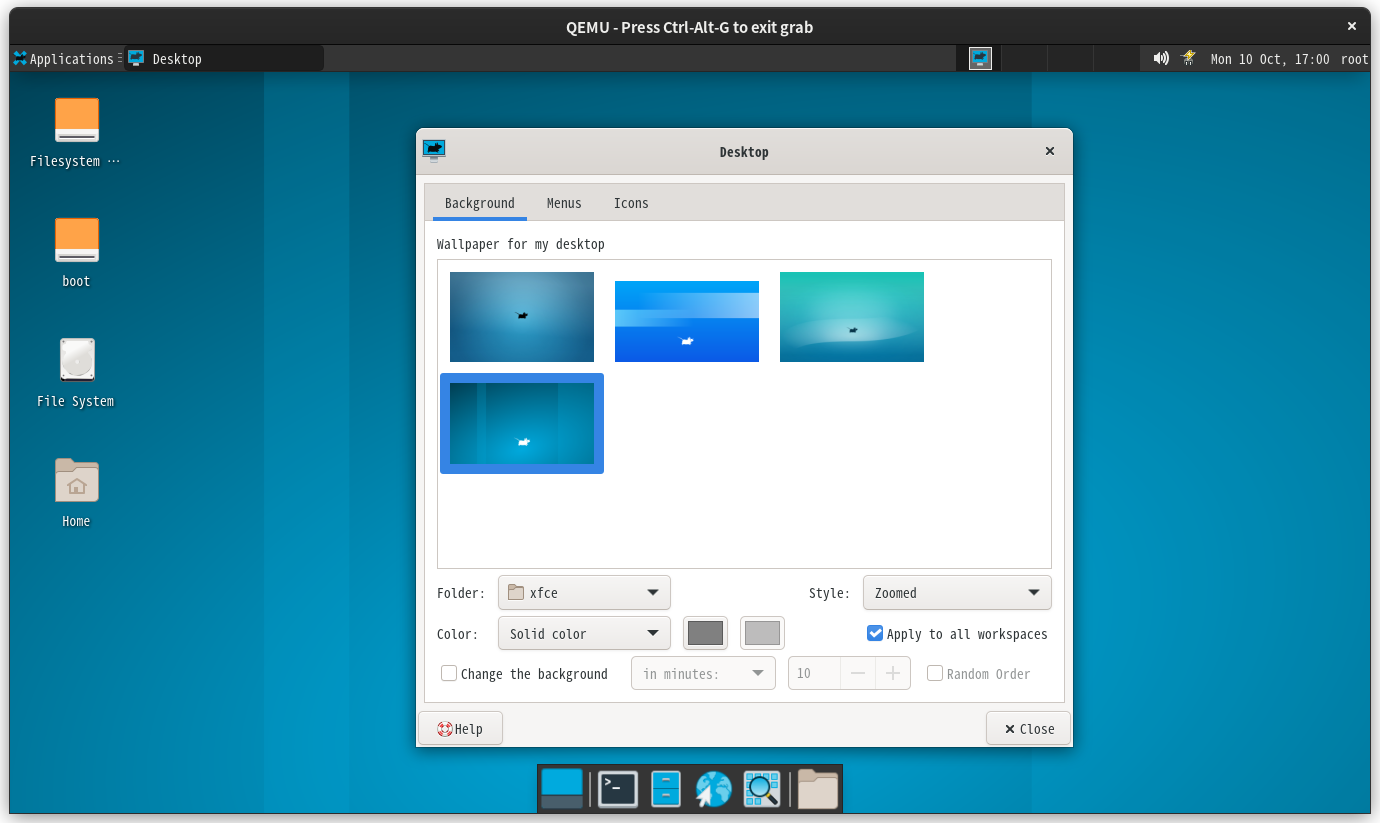 QEMU - Press Ctrl-Alt-G to exit grab
Applications Desktop Mon 10 Oct, 17:00 root
Filesystem ···
boot
File System
Home
Desktop
Background Menus Icons
Wallpaper for my desktop
Folder: xfce Style: Zoomed
Color: Solid color Apply to all workspaces
Change the background in minutes: 10 Random Order
Help Close